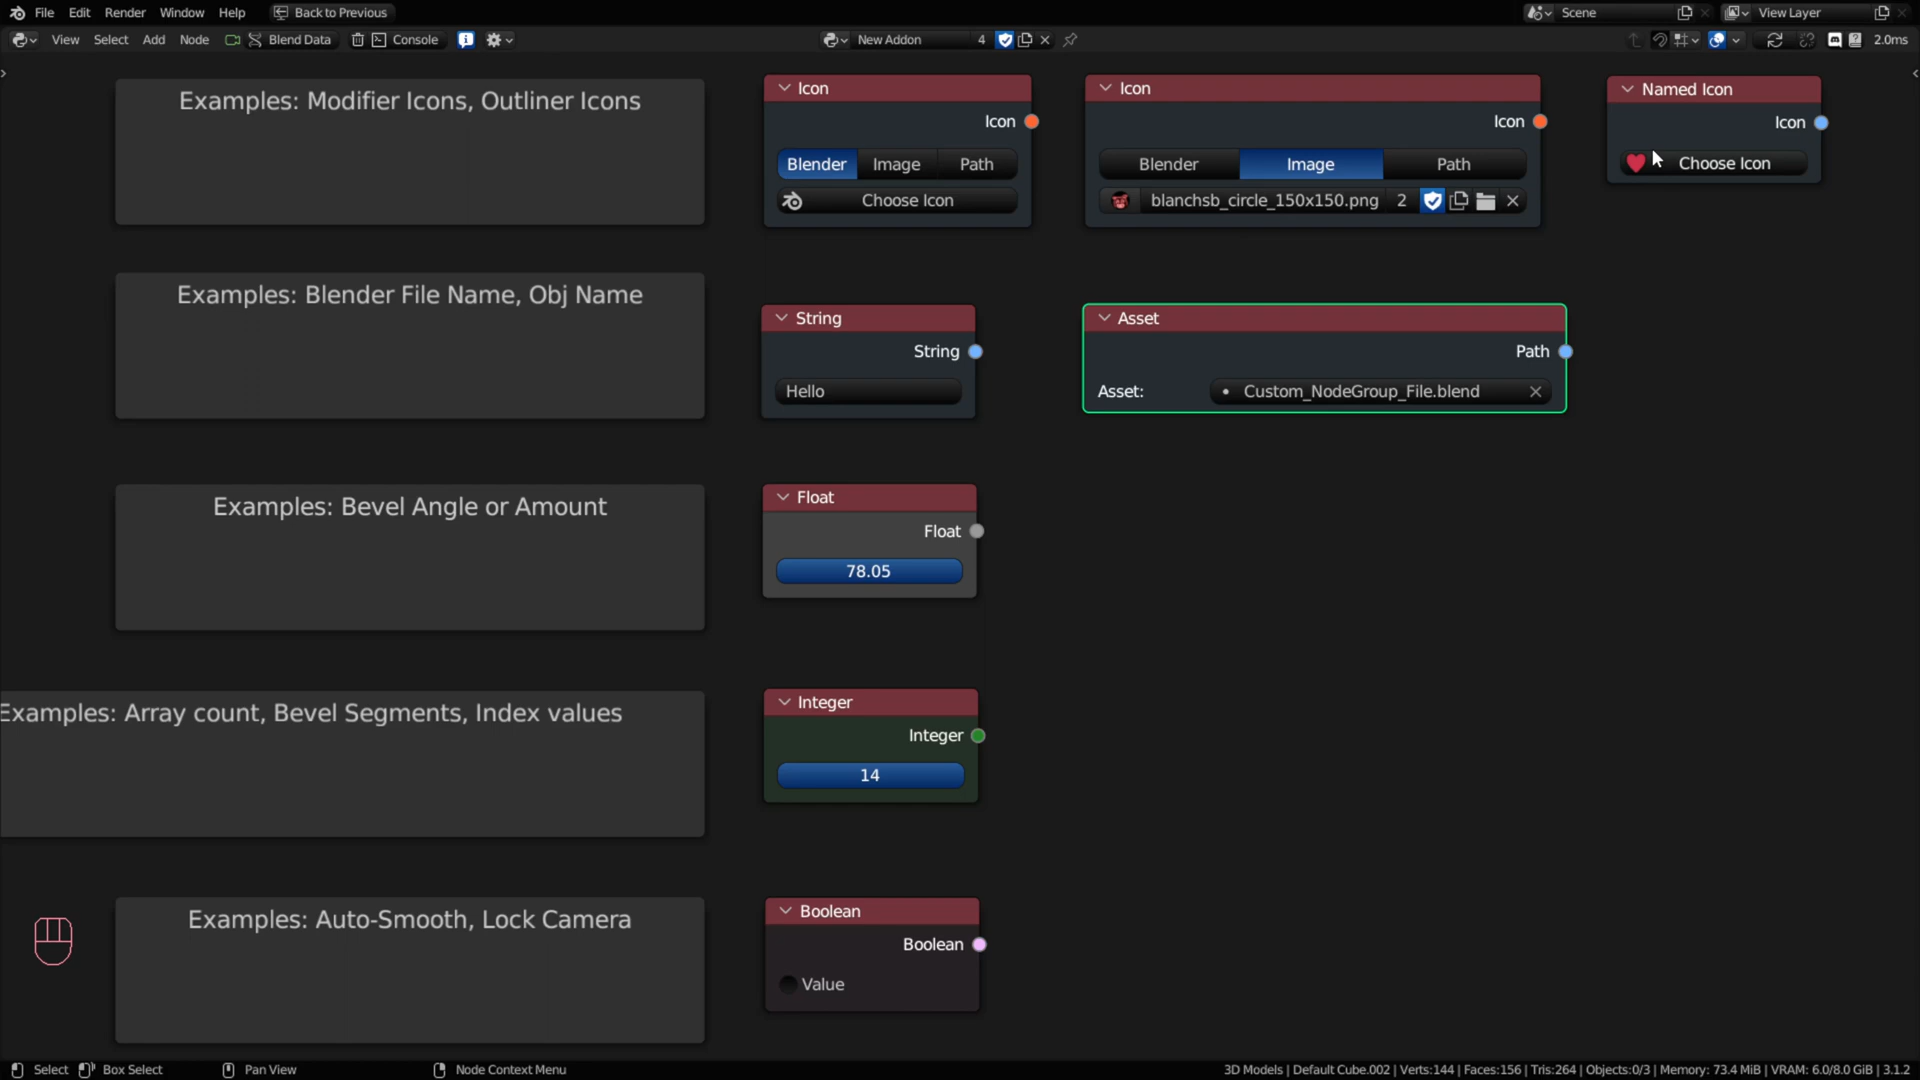 File Edit Render Window Help Back to Previous Scene View Layer
View Select Add Node Blend Data Console New Addon 4 2.0ms
Examples: Modifier Icons, Outliner Icons
Icon
Icon
Blender Image Path
Choose Icon
Icon
Icon
Blender Image Path
blanchsb_circle_150x150.png 2
Named Icon
Icon
Choose Icon
Examples: Blender File Name, Obj Name
String
String
Hello
Asset
Path
Asset: Custom_NodeGroup_File.blend
Examples: Bevel Angle or Amount
Float
Float
78.05
Examples: Array count, Bevel Segments, Index values
Integer
Integer
14
Examples: Auto-Smooth, Lock Camera
Boolean
Boolean
Value
Select Box Select Pan View Node Context Menu 3D Models | Default Cube.002 | Verts:144 | Faces:156 | Tris:264 | Objects:0/3 | Memory: 73.4 MiB | VRAM: 6.0/8.0 GiB | 3.1.2